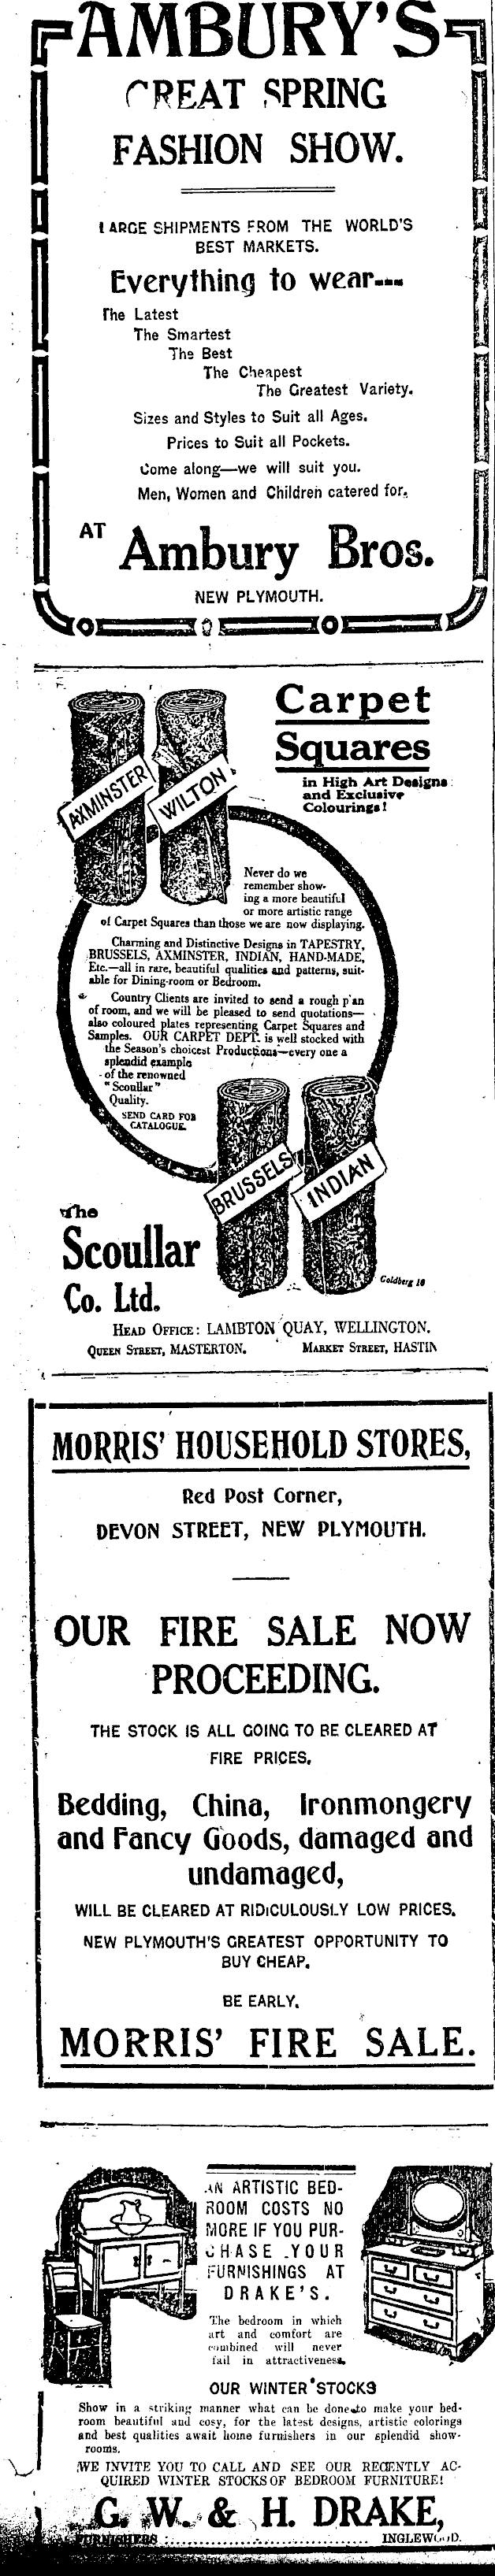 AMBURY'S
GREAT SPRING
FASHION SHOW.
LARGE SHIPMENTS FROM THE WORLD'S
BEST MARKETS.
Everything to wear---
The Latest
The Smartest
The Best
The Cheapest
The Greatest Variety.
Sizes and Styles to Suit all Ages.
Prices to Suit all Pockets.
Come along—we will suit you.
Men, Women and Children catered for.
AT Ambury Bros.
NEW PLYMOUTH.
Carpet
Squares
in High Art Designs
and Exclusive
Colourings!
AXMINSTER
WILTON
Never do we
remember show-
ing a more beautiful
or more artistic range
of Carpet Squares than those we are now displaying.
Charming and Distinctive Designs in TAPESTRY,
BRUSSELS, AXMINSTER, INDIAN, HAND-MADE,
Etc.—all in rare, beautiful qualities and patterns, suit-
able for Dining-room or Bedroom.
Country Clients are invited to send a rough plan
of room, and we will be pleased to send quotations—
also coloured plates representing Carpet Squares and
Samples. OUR CARPET DEPT. is well stocked with
the Season's choicest Productions—every one a
splendid example
of the renowned
"Scoullar"
Quality.
SEND CARD FOR
CATALOGUE.
BRUSSELS
INDIAN
The
Scoullar
Co. Ltd.
Goldberg 10
HEAD OFFICE: LAMBTON QUAY, WELLINGTON.
QUEEN STREET, MASTERTON. MARKET STREET, HASTIN
MORRIS' HOUSEHOLD STORES,
Red Post Corner,
DEVON STREET, NEW PLYMOUTH.
OUR FIRE SALE NOW
PROCEEDING.
THE STOCK IS ALL GOING TO BE CLEARED AT
FIRE PRICES.
Bedding, China, Ironmongery
and Fancy Goods, damaged and
undamaged,
WILL BE CLEARED AT RIDICULOUSLY LOW PRICES.
NEW PLYMOUTH'S GREATEST OPPORTUNITY TO
BUY CHEAP.
BE EARLY.
MORRIS' FIRE SALE.
AN ARTISTIC BED-
ROOM COSTS NO
MORE IF YOU PUR-
CHASE YOUR
FURNISHINGS AT
DRAKE'S.
The bedroom in which
art and comfort are
combined will never
fail in attractiveness.
OUR WINTER STOCKS
Show in a striking manner what can be done to make your bed-
room beautiful and cosy, for the latest designs, artistic colorings
and best qualities await home furnishers in our splendid show-
rooms.
WE INVITE YOU TO CALL AND SEE OUR RECENTLY AC-
QUIRED WINTER STOCKS OF BEDROOM FURNITURE!
G. W. & H. DRAKE,
FURNISHERS .......................................... INGLEWOOD.